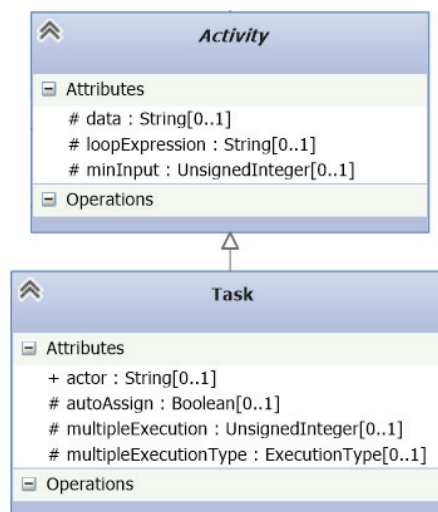 Activity
Attributes
# data : String[0..1]
# loopExpression : String[0..1]
# minInput : UnsignedInteger[0..1]
Operations
Task
Attributes
+ actor : String[0..1]
# autoAssign : Boolean[0..1]
# multipleExecution : UnsignedInteger[0..1]
# multipleExecutionType : ExecutionType[0..1]
Operations